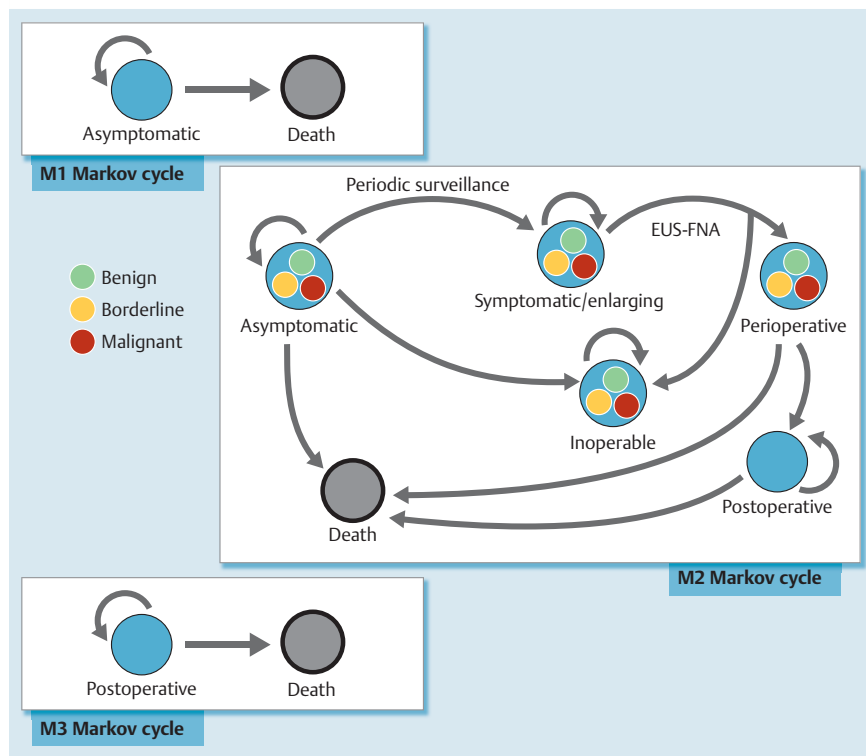 Asymptomatic
Death
M1 Markov cycle
Periodic surveillance
EUS-FNA
Benign
Borderline
Malignant
Asymptomatic
Symptomatic/enlarging
Perioperative
Inoperable
Death
Postoperative
M2 Markov cycle
Postoperative
Death
M3 Markov cycle